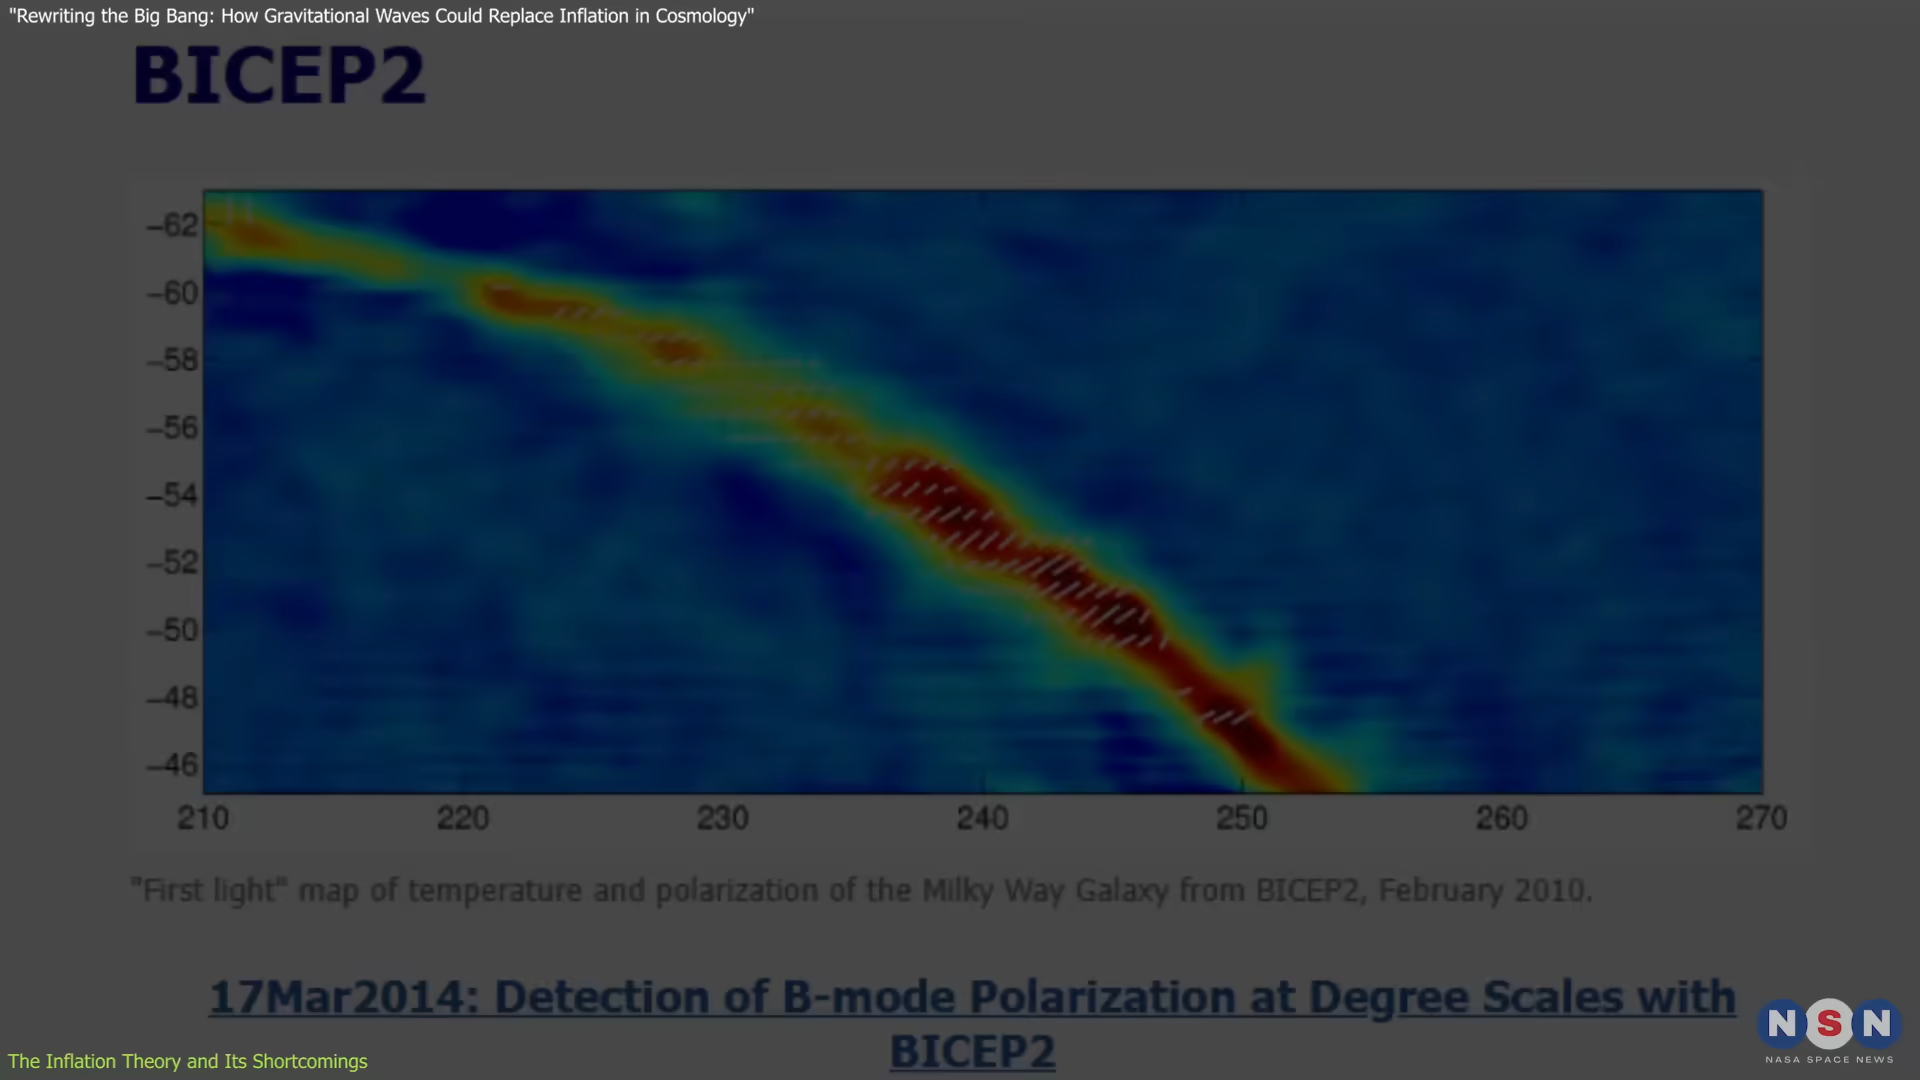 "Rewriting the Big Bang: How Gravitational Waves Could Replace Inflation in Cosmology"
BICEP2
−62
−60
−58
−56
−54
−52
−50
−48
−46
210 220 230 240 250 260 270
"First light" map of temperature and polarization of the Milky Way Galaxy from BICEP2, February 2010.
17Mar2014: Detection of B-mode Polarization at Degree Scales with
BICEP2
NSN
NASA SPACE NEWS
The Inflation Theory and Its Shortcomings